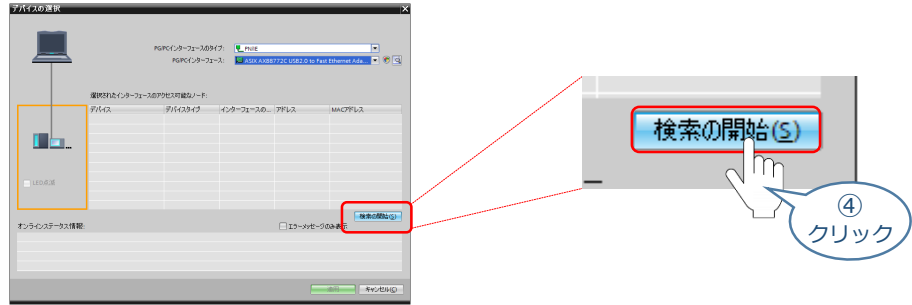 デバイスの選択
PG/PCインターフェースのタイプ:
PN/IE
PG/PCインターフェース:
ASIX AX88772C USB2.0 to Fast Ethernet Ada...
選択されたインターフェースのアクセス可能なノード:
デバイス デバイスタイプ インターフェースの... アドレス MACアドレス
LED点滅
検索の開始(S)
オンラインステータス情報:
エラーメッセージのみ表示
適用
キャンセル(C)
検索の開始(S)
④
クリック